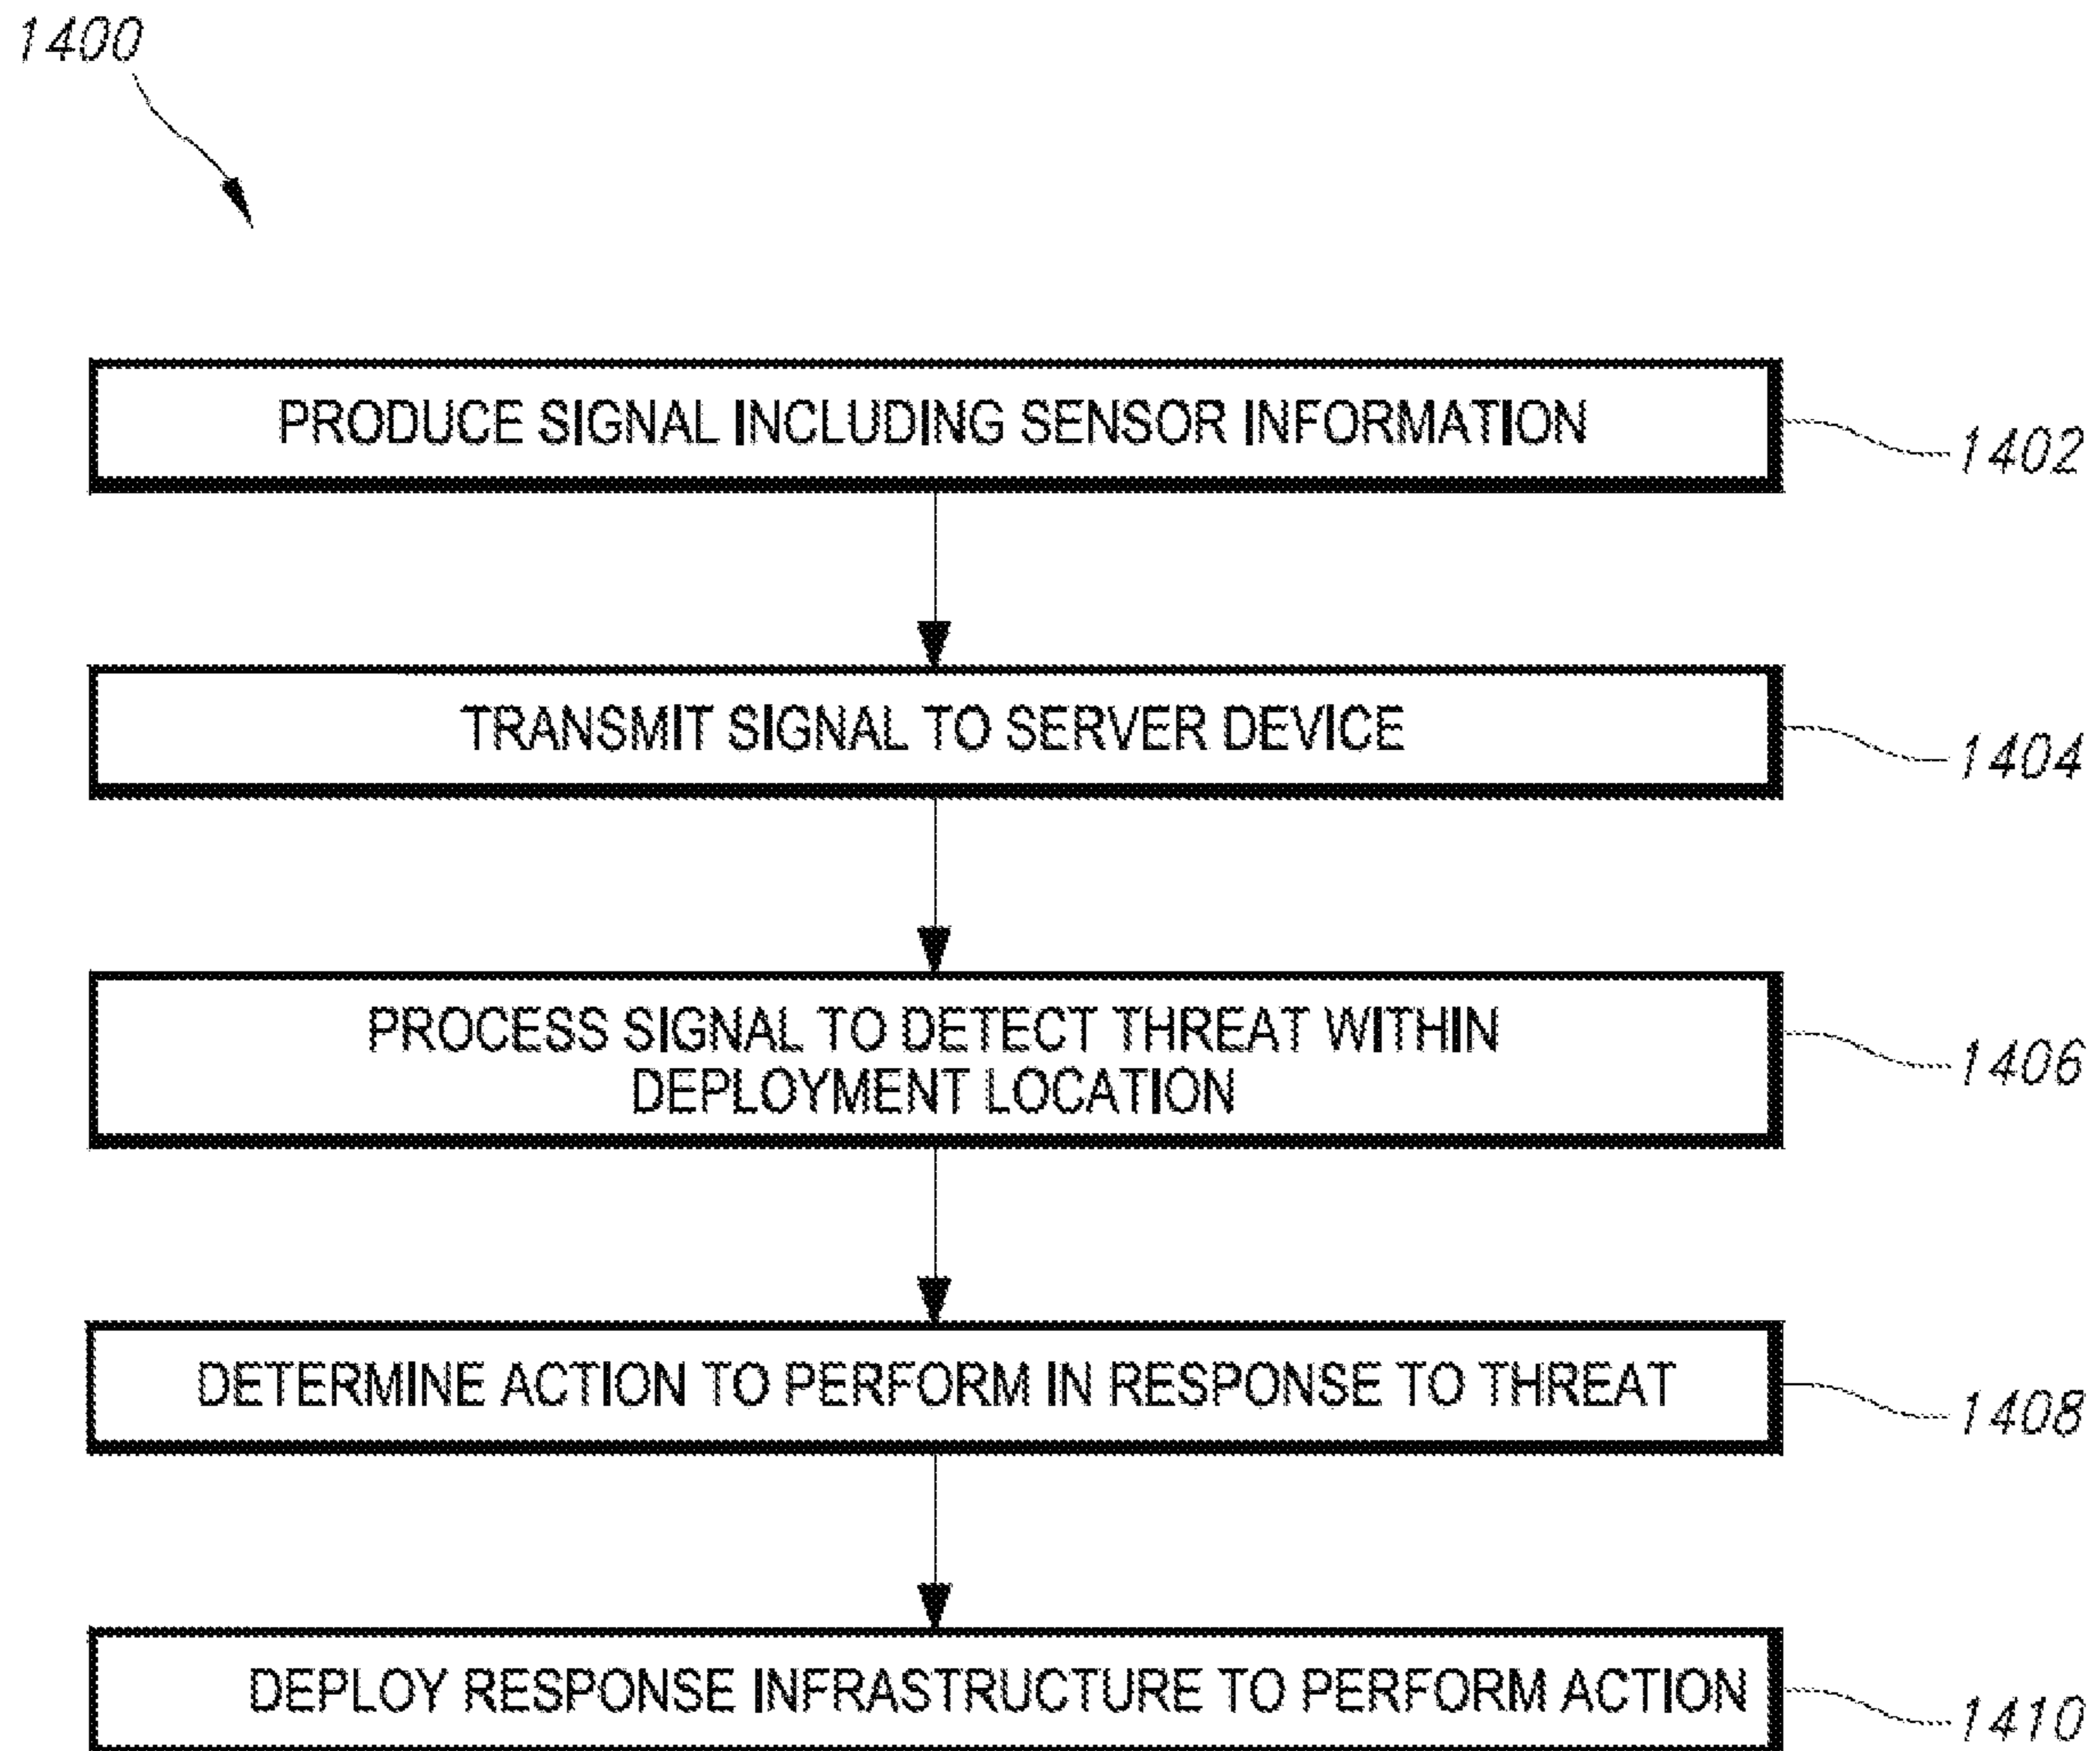 1400
PRODUCE SIGNAL INCLUDING SENSOR INFORMATION
1402
TRANSMIT SIGNAL TO SERVER DEVICE
1404
PROCESS SIGNAL TO DETECT THREAT WITHIN
DEPLOYMENT LOCATION
1406
DETERMINE ACTION TO PERFORM IN RESPONSE TO THREAT
1408
DEPLOY RESPONSE INFRASTRUCTURE TO PERFORM ACTION
1410